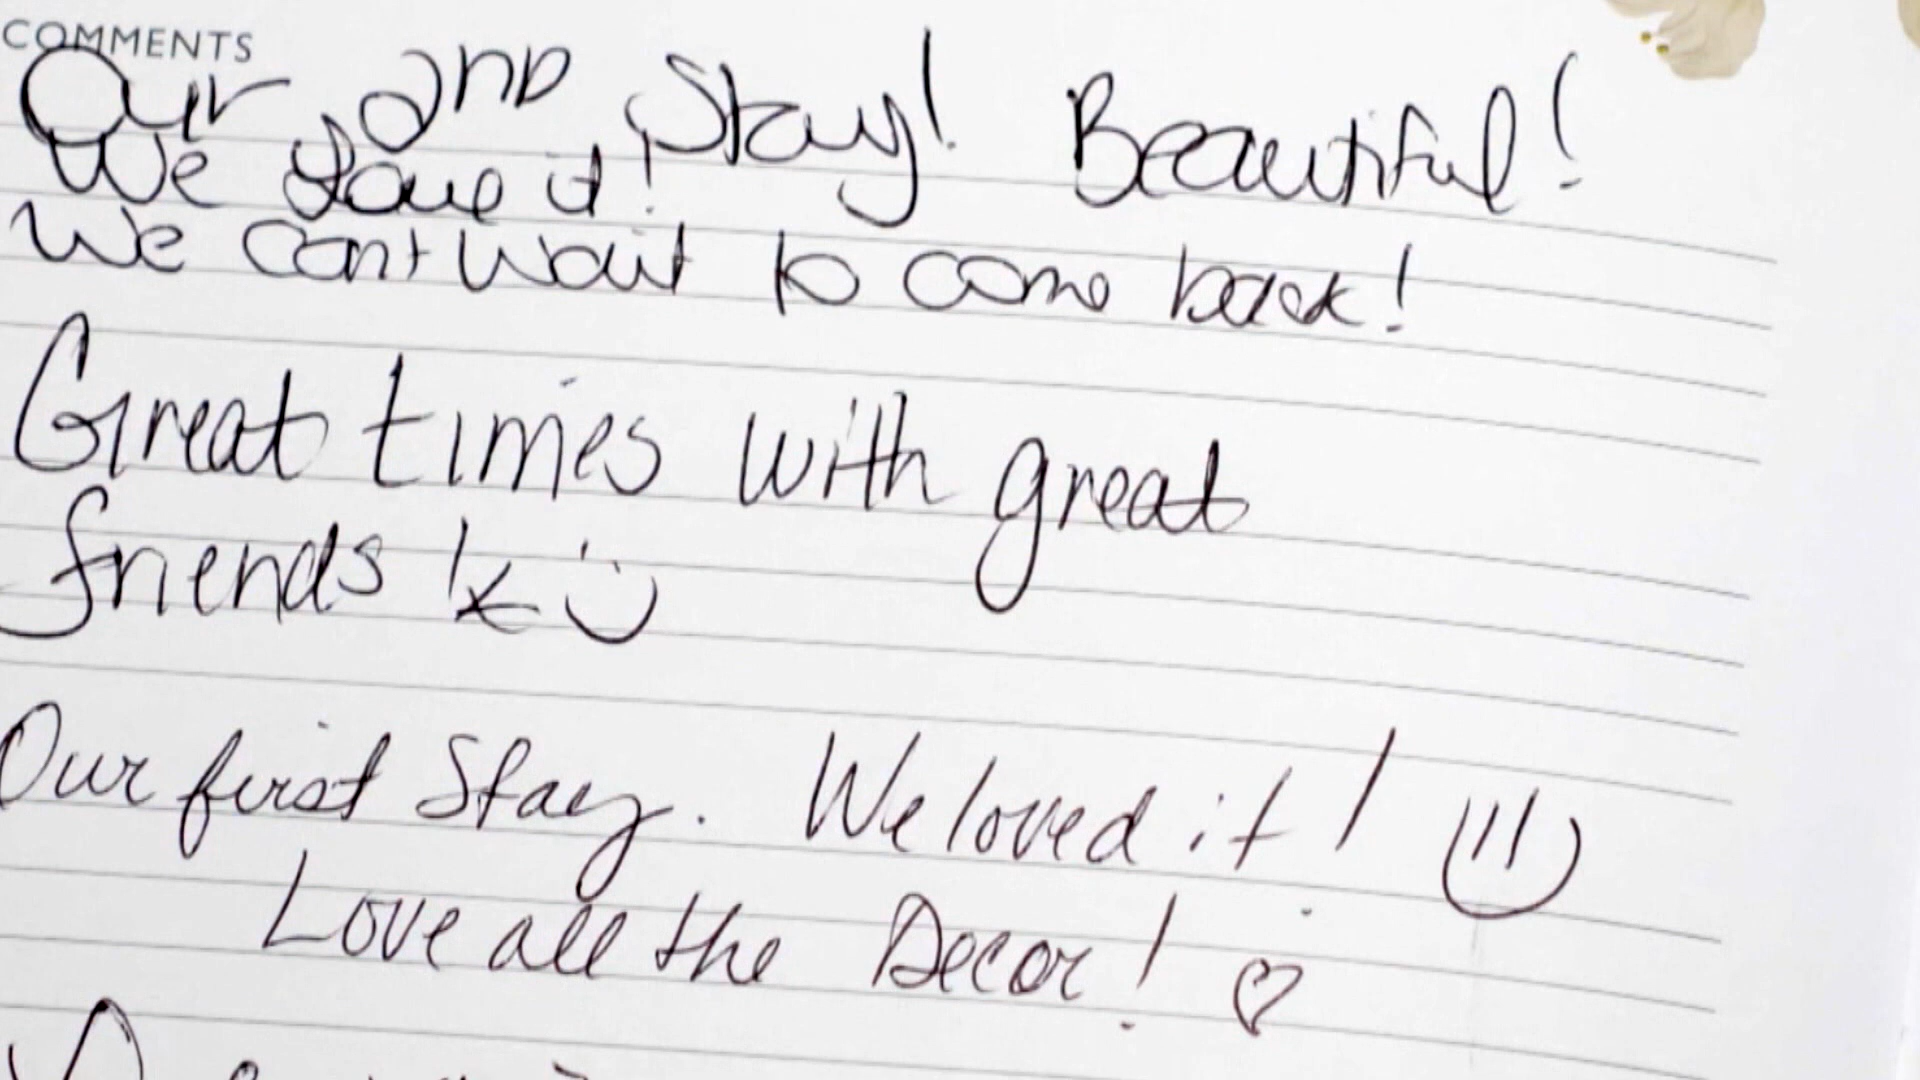 COMMENTS
Our 2nd Stay! Beautiful!
We love it!
We can't wait to come back!
Great times with great
friends!
Our first Stay. We loved it!
Love all the Decor!